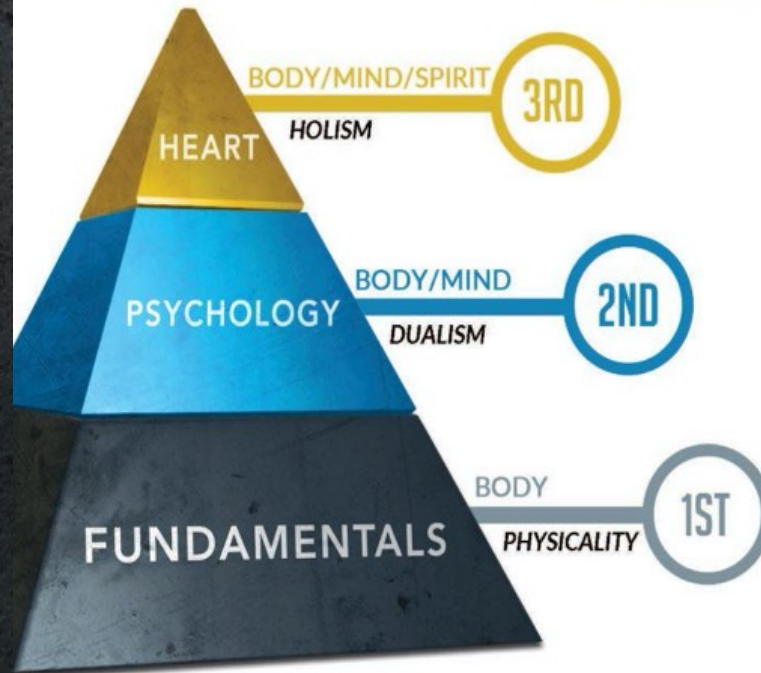 BODY/MIND/SPIRIT
3RD
HOLISM
HEART
BODY/MIND
2ND
DUALISM
PSYCHOLOGY
BODY
1ST
PHYSICALITY
FUNDAMENTALS